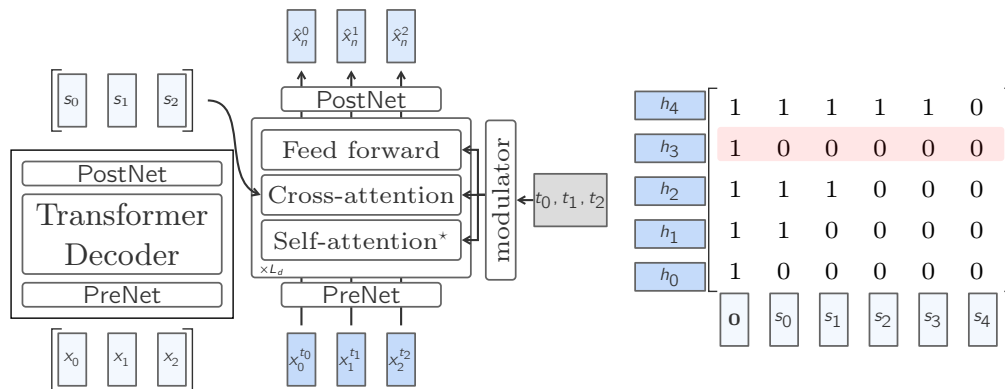 x̂_n^0 x̂_n^1 x̂_n^2
PostNet
s_0 s_1 s_2
Feed forward
Cross-attention
Self-attention*
×L_d
PreNet
x_0^{t_0} x_1^{t_1} x_2^{t_2}
modulator
t_0, t_1, t_2
PostNet
Transformer
Decoder
PreNet
x_0 x_1 x_2
h_4 1 1 1 1 1 0
h_3 1 0 0 0 0 0
h_2 1 1 1 0 0 0
h_1 1 1 0 0 0 0
h_0 1 0 0 0 0 0
0 s_0 s_1 s_2 s_3 s_4